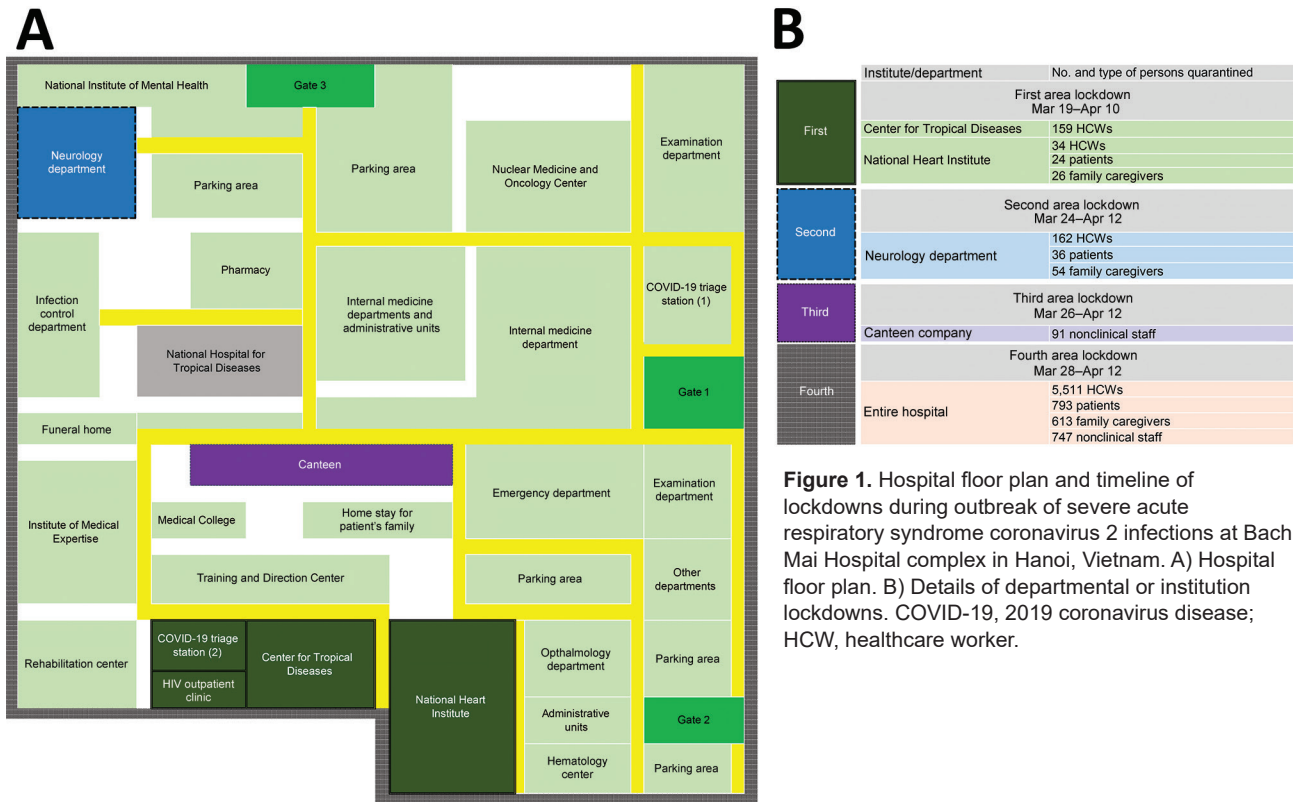 A
National Institute of Mental Health
Gate 3
Neurology
department
Parking area
Parking area
Nuclear Medicine and
Oncology Center
Examination
department
Infection
control
department
Pharmacy
National Hospital for
Tropical Diseases
Internal medicine
departments and
administrative units
Internal medicine
department
COVID-19 triage
station (1)
Gate 1
Funeral home
Canteen
Institute of Medical
Expertise
Medical College
Home stay for
patient's family
Emergency department
Examination
department
Training and Direction Center
Parking area
Other
departments
Rehabilitation center
COVID-19 triage
station (2)
HIV outpatient
clinic
Center for Tropical
Diseases
National Heart
Institute
Opthalmology
department
Parking area
Administrative
units
Gate 2
Hematology
center
Parking area
B
Institute/department No. and type of persons quarantined
First
First area lockdown
Mar 19–Apr 10
Center for Tropical Diseases 159 HCWs
National Heart Institute
34 HCWs
24 patients
26 family caregivers
Second
Second area lockdown
Mar 24–Apr 12
Neurology department
162 HCWs
36 patients
54 family caregivers
Third
Third area lockdown
Mar 26–Apr 12
Canteen company 91 nonclinical staff
Fourth
Fourth area lockdown
Mar 28–Apr 12
Entire hospital
5,511 HCWs
793 patients
613 family caregivers
747 nonclinical staff
Figure 1. Hospital floor plan and timeline of
lockdowns during outbreak of severe acute
respiratory syndrome coronavirus 2 infections at Bach
Mai Hospital complex in Hanoi, Vietnam. A) Hospital
floor plan. B) Details of departmental or institution
lockdowns. COVID-19, 2019 coronavirus disease;
HCW, healthcare worker.